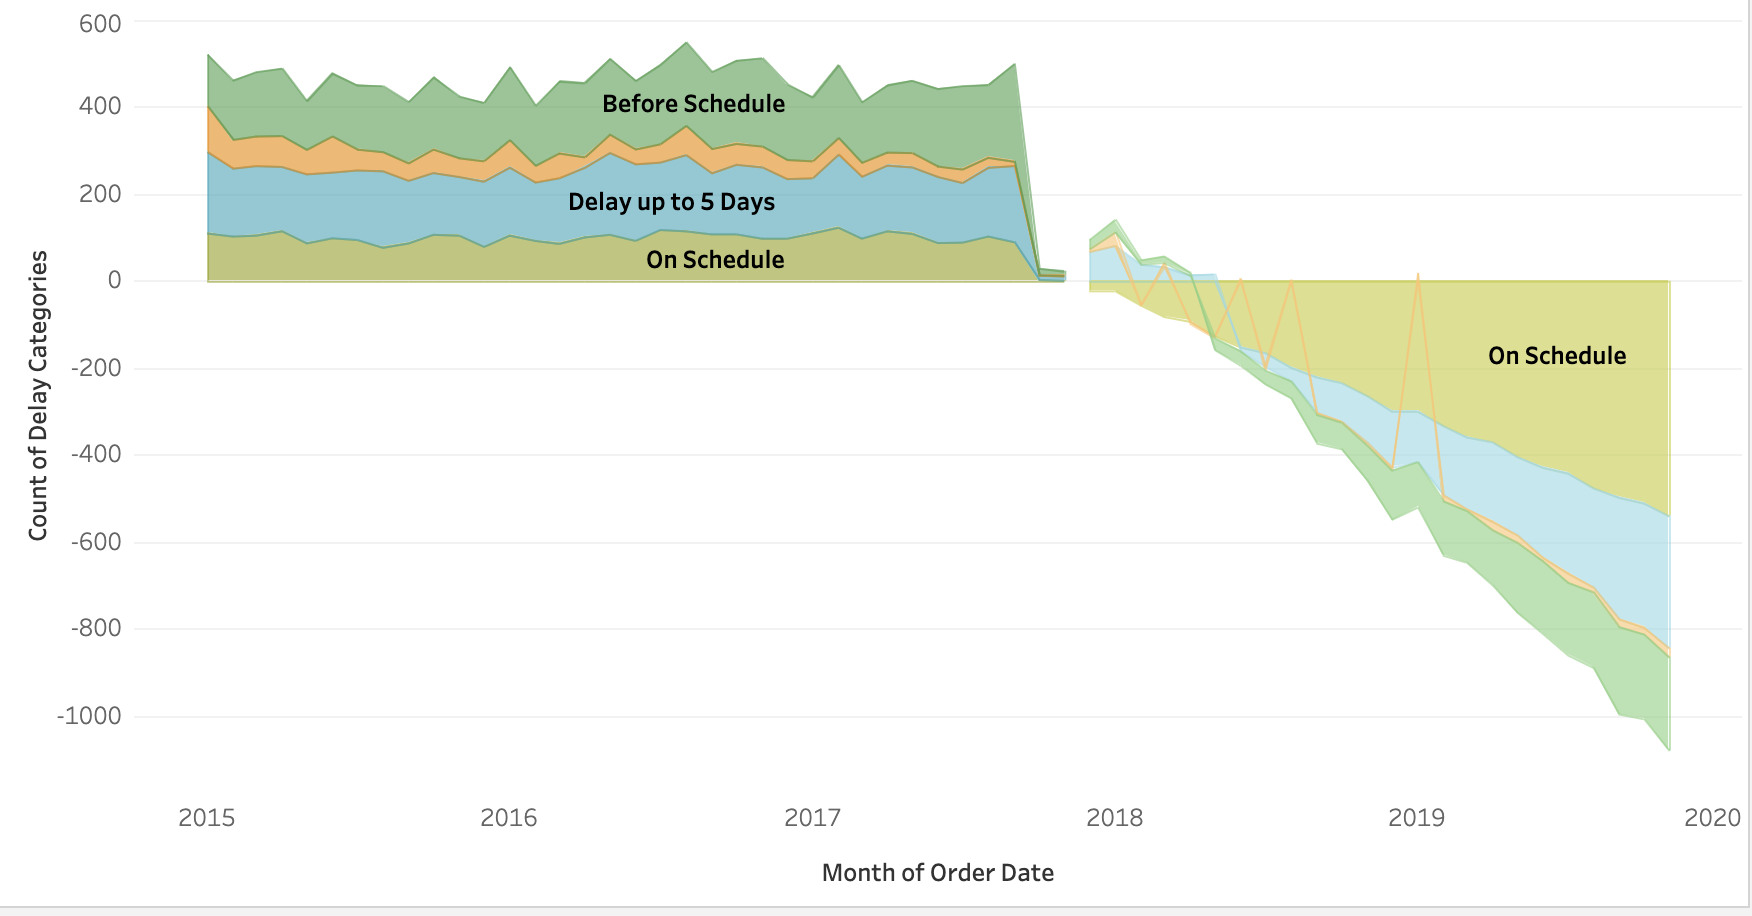 600
400
200
0
-200
-400
-600
-800
-1000
Count of Delay Categories
Before Schedule
Delay up to 5 Days
On Schedule
On Schedule
2015
2016
2017
2018
2019
2020
Month of Order Date